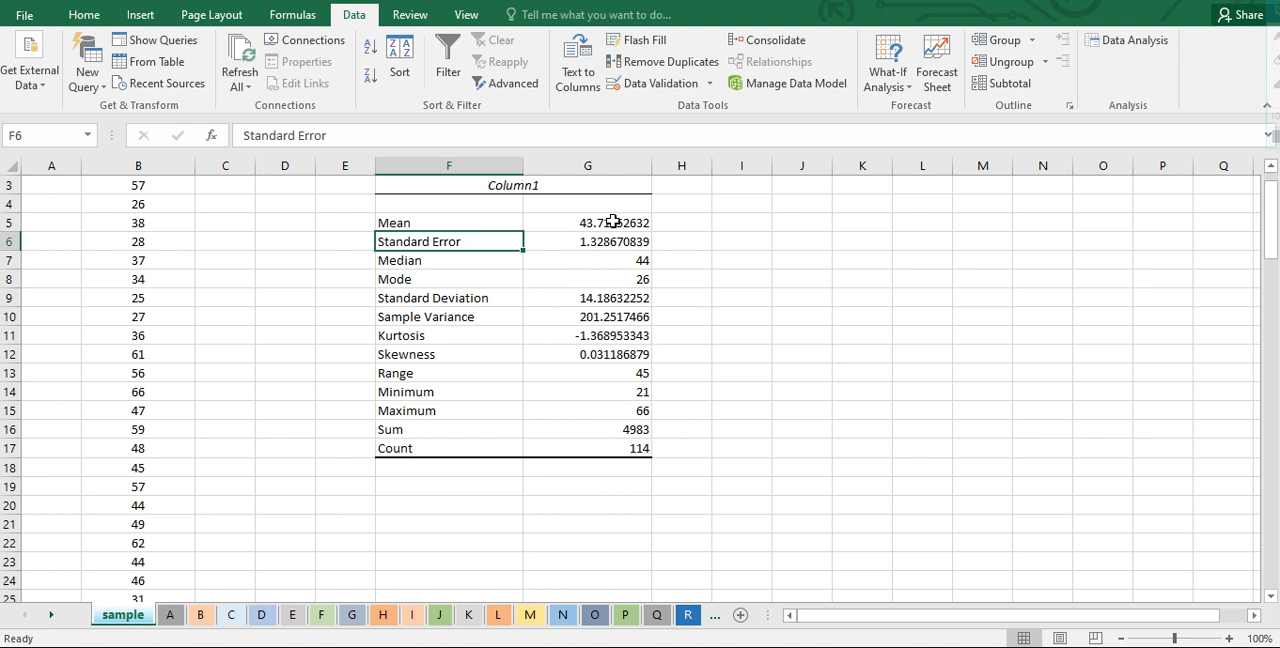 File Home Insert Page Layout Formulas Data Review View Tell me what you want to do... Share
Get External Data
New Query
Show Queries
From Table
Recent Sources
Get & Transform
Refresh All
Connections
Properties
Edit Links
Connections
Sort
Filter
Clear
Reapply
Advanced
Sort & Filter
Text to Columns
Flash Fill
Remove Duplicates
Data Validation
Consolidate
Relationships
Manage Data Model
Data Tools
What-If Analysis
Forecast Sheet
Forecast
Group
Ungroup
Subtotal
Outline
Data Analysis
Analysis
F6 fx Standard Error
A B C D E F G H I J K L M N O P Q
3 57 Column1
4 26
5 38 Mean
6 28 Standard Error 1.328670839
7 37 Median 44
8 34 Mode 26
9 25 Standard Deviation 14.18632252
10 27 Sample Variance 201.2517466
11 36 Kurtosis -1.368953343
12 61 Skewness 0.031186879
13 56 Range 45
14 66 Minimum 21
15 47 Maximum 66
16 59 Sum 4983
17 48 Count 114
18 45
19 57
20 44
21 49
22 62
23 44
24 46
25 31
sample A B C D E F G H I J K L M N O P Q R ...
Ready 100%